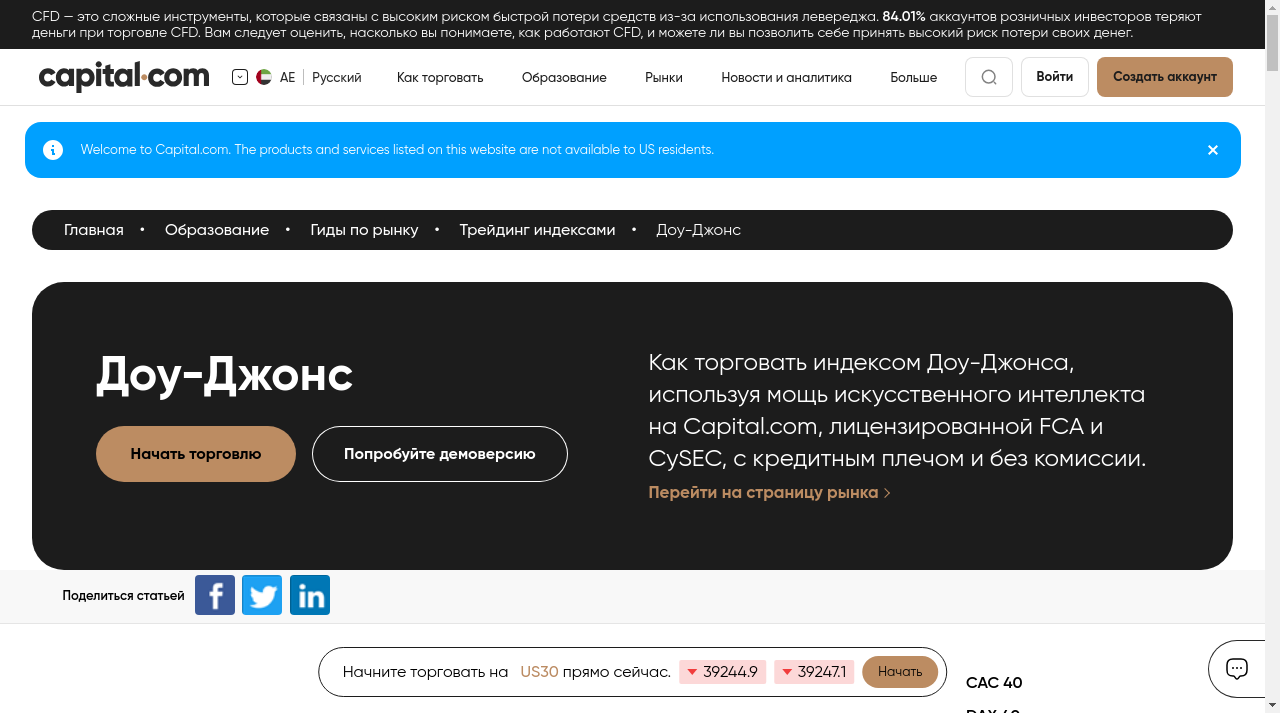 CFD — это сложные инструменты, которые связаны с высоким риском быстрой потери средств из-за использования левереджа. 84.01% аккаунтов розничных инвесторов теряют
деньги при торговле CFD. Вам следует оценить, насколько вы понимаете, как работают CFD, и можете ли вы позволить себе принять высокий риск потери своих денег.
capital.com AE Русский Как торговать Образование Рынки Новости и аналитика Больше Войти Создать аккаунт
Welcome to Capital.com. The products and services listed on this website are not available to US residents.
Главная • Образование • Гиды по рынку • Трейдинг индексами • Доу-Джонс
Доу-Джонс
Начать торговлю Попробуйте демоверсию
Как торговать индексом Доу-Джонса,
используя мощь искусственного интеллекта
на Capital.com, лицензированной FCA и
CySEC, с кредитным плечом и без комиссии.
Перейти на страницу рынка
Поделиться статьей
Начните торговать на US30 прямо сейчас. 39244.9 39247.1 Начать
CAC 40
DAX 40